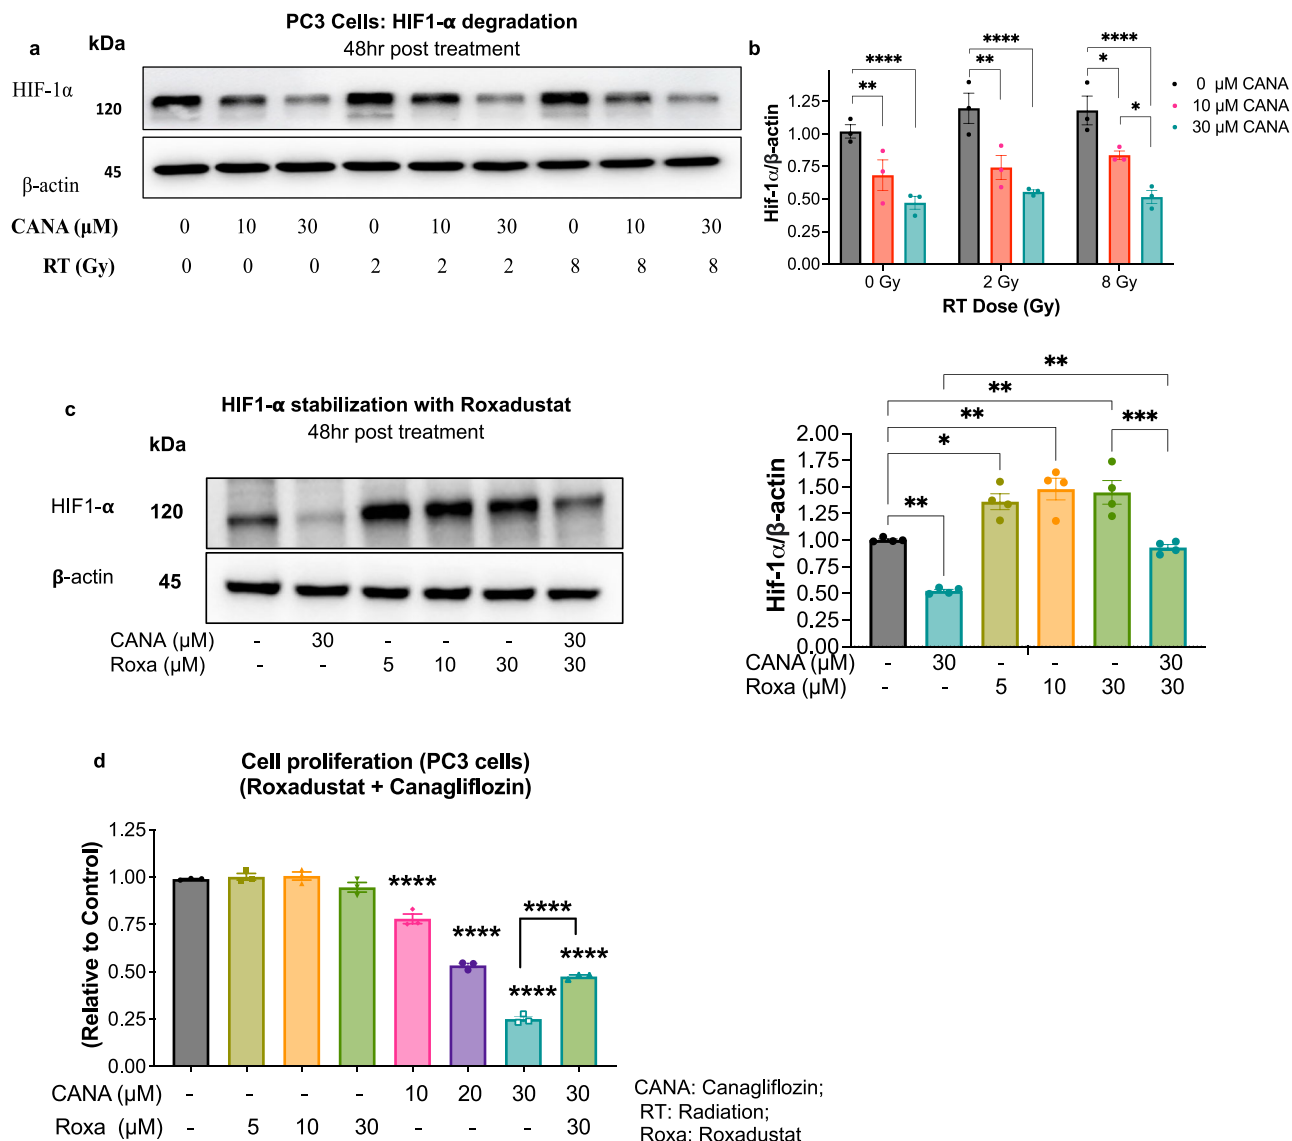 PC3 Cells: HIF1-α degradation
48hr post treatment
a
kDa
HIF-1α
120
45
β-actin
CANA (µM) 0 10 30 0 10 30 0 10 30
RT (Gy) 0 0 0 2 2 2 8 8 8
b
**** **** ****
** ** *
*
0 µM CANA
10 µM CANA
30 µM CANA
Hif-1α/β-actin
1.25
1.00
0.75
0.50
0.25
0.00
0 Gy 2 Gy 8 Gy
RT Dose (Gy)
c
HIF1-α stabilization with Roxadustat
48hr post treatment
kDa
HIF1-α
120
β-actin
45
CANA (µM) - 30 - - - 30
Roxa (µM) - - 5 10 30 30
**
**
**
***
*
**
Hif-1α/β-actin
2.00
1.75
1.50
1.25
1.00
0.75
0.50
0.25
0.00
CANA (µM) - 30 - - - 30
Roxa (µM) - - 5 10 30 30
d
Cell proliferation (PC3 cells)
(Roxadustat + Canagliflozin)
(Relative to Control)
1.25
1.00
0.75
0.50
0.25
0.00
****
****
****
****
****
CANA (µM) - - - - 10 20 30 30
Roxa (µM) - 5 10 30 - - - 30
CANA: Canagliflozin;
RT: Radiation;
Roxa: Roxadustat